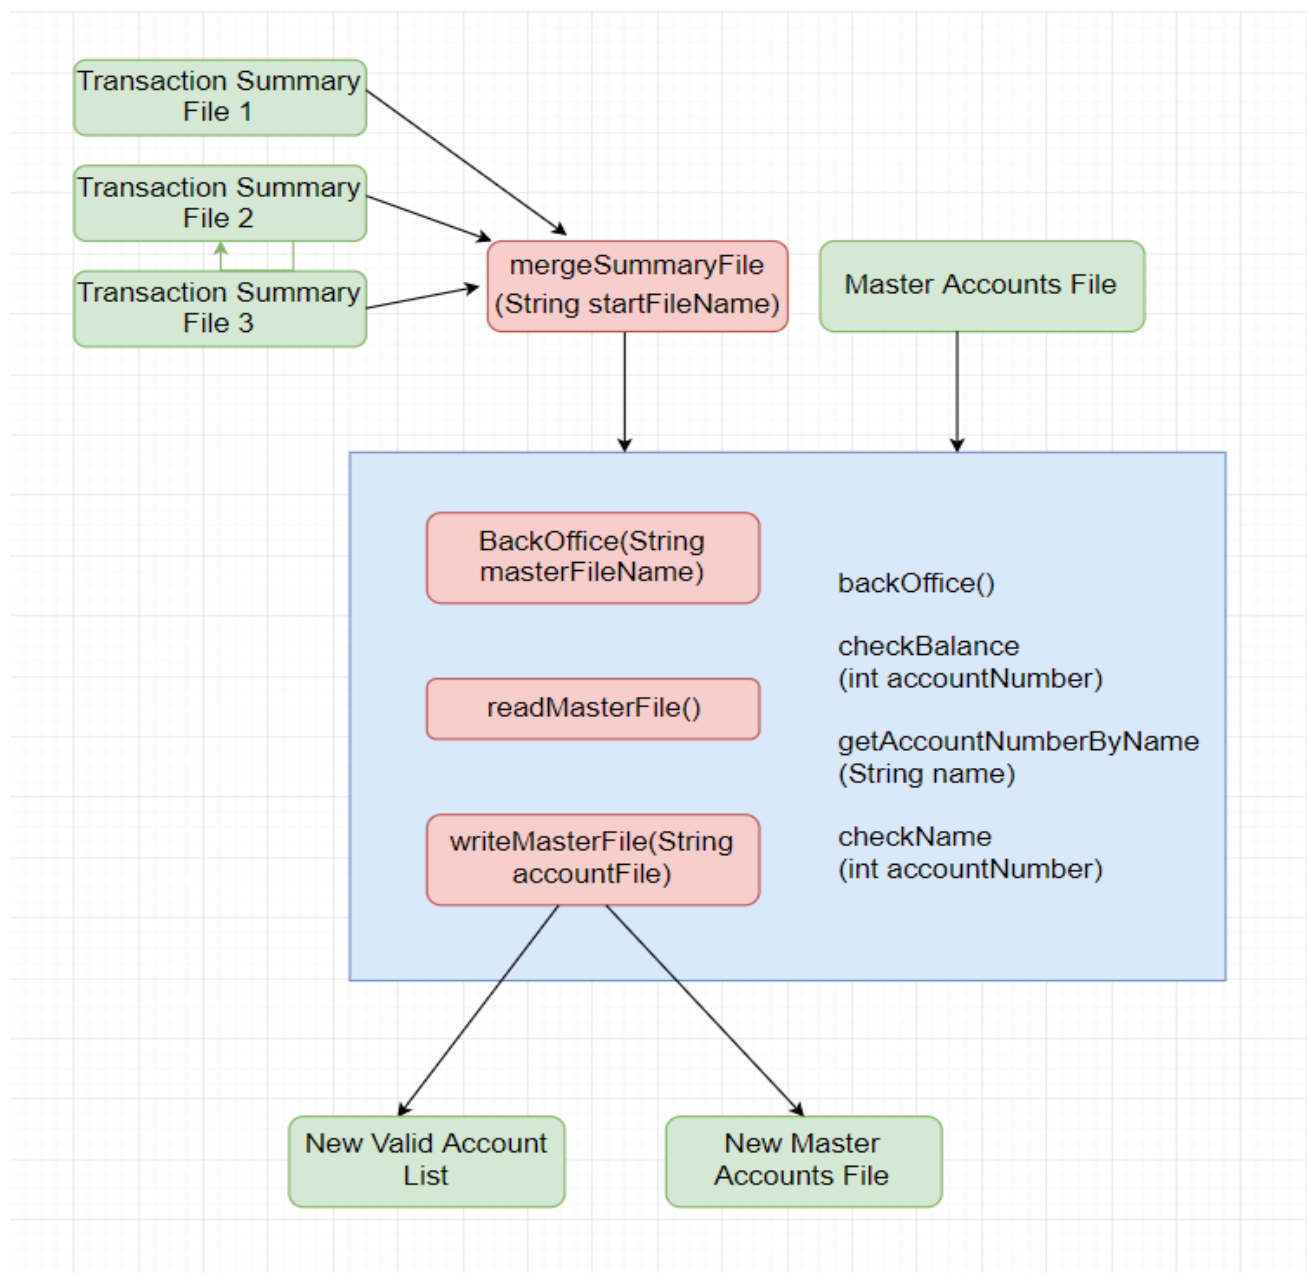 Transaction Summary
File 1
Transaction Summary
File 2
Transaction Summary
File 3
mergeSummaryFile
(String startFileName)
Master Accounts File
BackOffice(String
masterFileName)
readMasterFile()
writeMasterFile(String
accountFile)
backOffice()
checkBalance
(int accountNumber)
getAccountNumberByName
(String name)
checkName
(int accountNumber)
New Valid Account
List
New Master
Accounts File